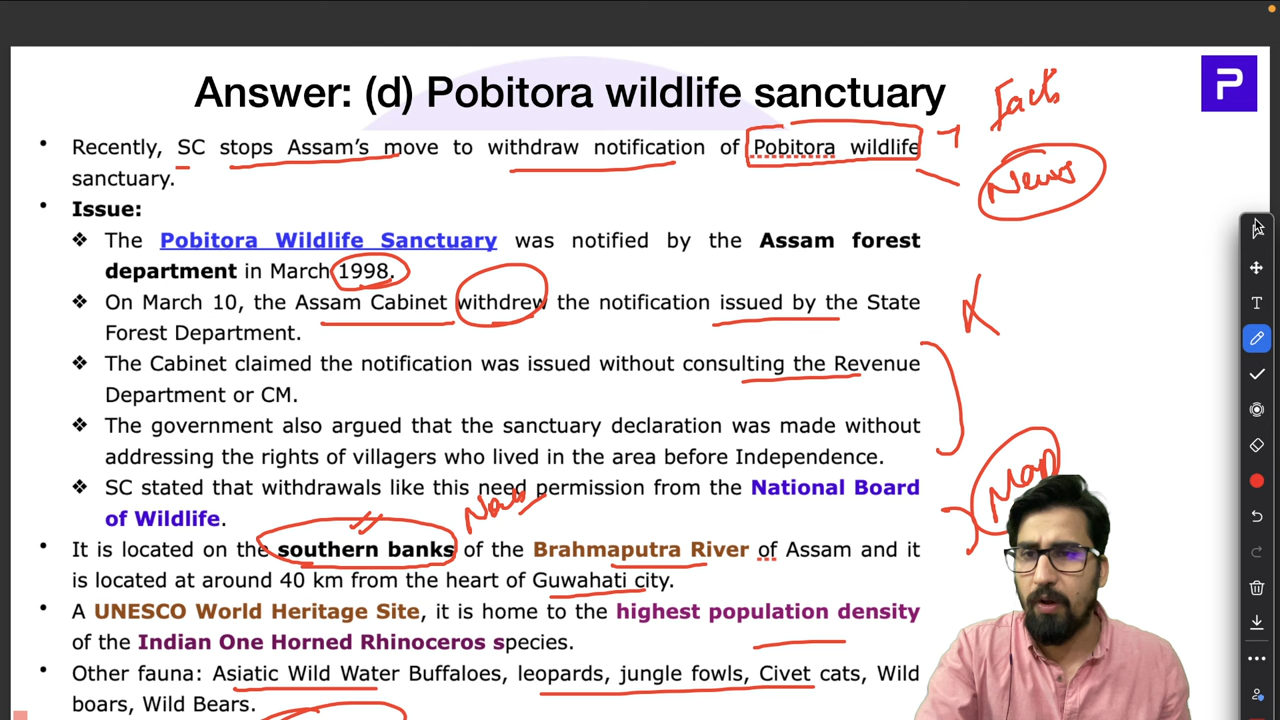 Answer: (d) Pobitora wildlife sanctuary
P
Facts
• Recently, SC stops Assam’s move to withdraw notification of Pobitora wildlife
News
sanctuary.
• Issue:
❖ The Pobitora Wildlife Sanctuary was notified by the Assam forest
department in March 1998.
❖ On March 10, the Assam Cabinet withdrew the notification issued by the State
Forest Department.
❖ The Cabinet claimed the notification was issued without consulting the Revenue
Department or CM.
❖ The government also argued that the sanctuary declaration was made without
addressing the rights of villagers who lived in the area before Independence.
Map
❖ SC stated that withdrawals like this need permission from the National Board
of Wildlife.
• It is located on the southern banks of the Brahmaputra River of Assam and it
is located at around 40 km from the heart of Guwahati city.
• A UNESCO World Heritage Site, it is home to the highest population density
of the Indian One Horned Rhinoceros species.
• Other fauna: Asiatic Wild Water Buffaloes, leopards, jungle fowls, Civet cats, Wild
boars, Wild Bears.